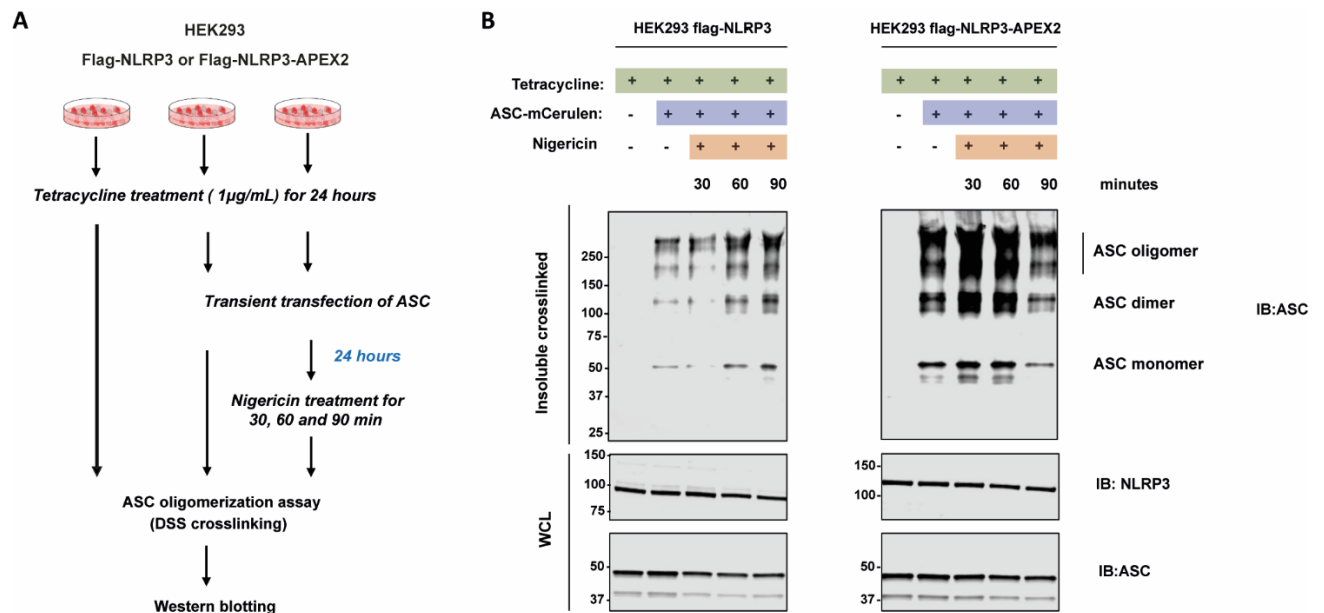 A
HEK293
Flag-NLRP3 or Flag-NLRP3-APEX2
Tetracycline treatment ( 1µg/mL) for 24 hours
Transient transfection of ASC
24 hours
Nigericin treatment for
30, 60 and 90 min
ASC oligomerization assay
(DSS crosslinking)
Western blotting
B
HEK293 flag-NLRP3
HEK293 flag-NLRP3-APEX2
Tetracycline: + + + + + + + + + +
ASC-mCerulen: - + + + + - + + + +
Nigericin - - + + + - - + + +
30 60 90 30 60 90 minutes
Insoluble crosslinked
250
150
100
75
50
37
25
ASC oligomer
ASC dimer
ASC monomer
IB:ASC
WCL
150
100
75
150
100
IB: NLRP3
50
37
50
37
IB:ASC